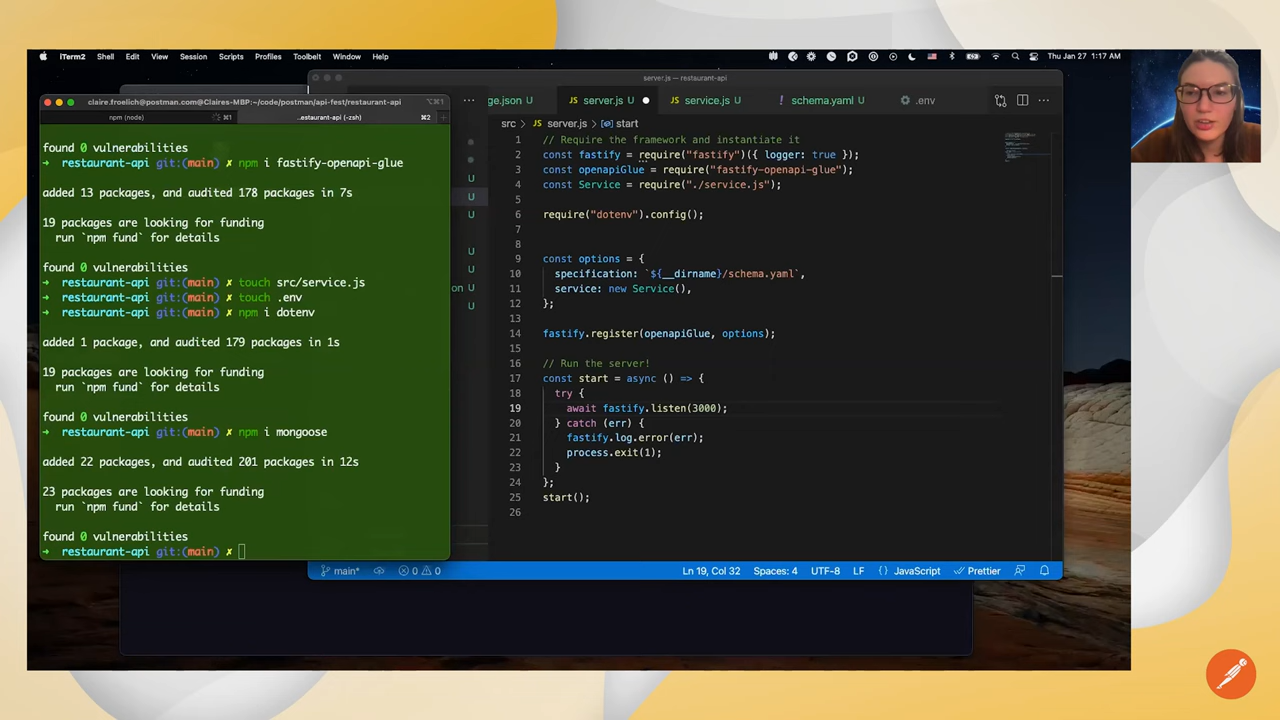 iTerm2 Shell Edit View Session Scripts Profiles Toolbelt Window Help
Thu Jan 27 1:17 AM
server.js — restaurant-api
claire.froelich@postman.com@Claires-MBP:~/code/postman/api-fest/restaurant-api
⌥⌘1
npm (node) ⌘1 ..estaurant-api (-zsh) ⌘2
found 0 vulnerabilities
➜ restaurant-api git:(main) ✗ npm i fastify-openapi-glue
added 13 packages, and audited 178 packages in 7s
19 packages are looking for funding
run `npm fund` for details
found 0 vulnerabilities
➜ restaurant-api git:(main) ✗ touch src/service.js
➜ restaurant-api git:(main) ✗ touch .env
➜ restaurant-api git:(main) ✗ npm i dotenv
added 1 package, and audited 179 packages in 1s
19 packages are looking for funding
run `npm fund` for details
found 0 vulnerabilities
➜ restaurant-api git:(main) ✗ npm i mongoose
added 22 packages, and audited 201 packages in 12s
23 packages are looking for funding
run `npm fund` for details
found 0 vulnerabilities
➜ restaurant-api git:(main) ✗
ge.json U server.js U service.js U ! schema.yaml U .env
U
U
U
U
U
on U
U
src > server.js > start
1 // Require the framework and instantiate it
2 const fastify = require("fastify")({ logger: true });
3 const openapiGlue = require("fastify-openapi-glue");
4 const Service = require("./service.js");
5
6 require("dotenv").config();
7
8
9 const options = {
10 specification: `${__dirname}/schema.yaml`,
11 service: new Service(),
12 };
13
14 fastify.register(openapiGlue, options);
15
16 // Run the server!
17 const start = async () => {
18 try {
19 await fastify.listen(3000);
20 } catch (err) {
21 fastify.log.error(err);
22 process.exit(1);
23 }
24 };
25 start();
26
main* 0 0 Ln 19, Col 32 Spaces: 4 UTF-8 LF {} JavaScript Prettier